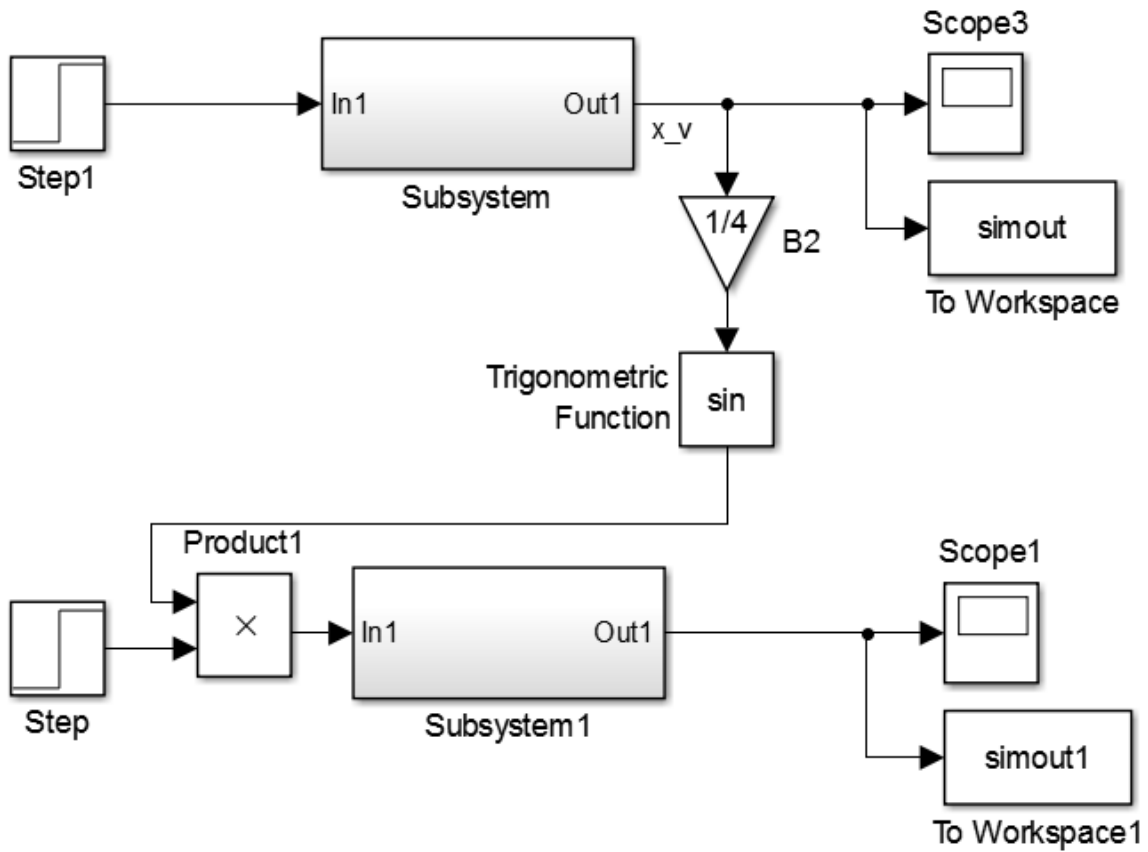 Scope3
In1
Out1
x_v
Step1
Subsystem
1/4
B2
simout
To Workspace
Trigonometric
Function
sin
Product1
Scope1
×
In1
Out1
Step
Subsystem1
simout1
To Workspace1